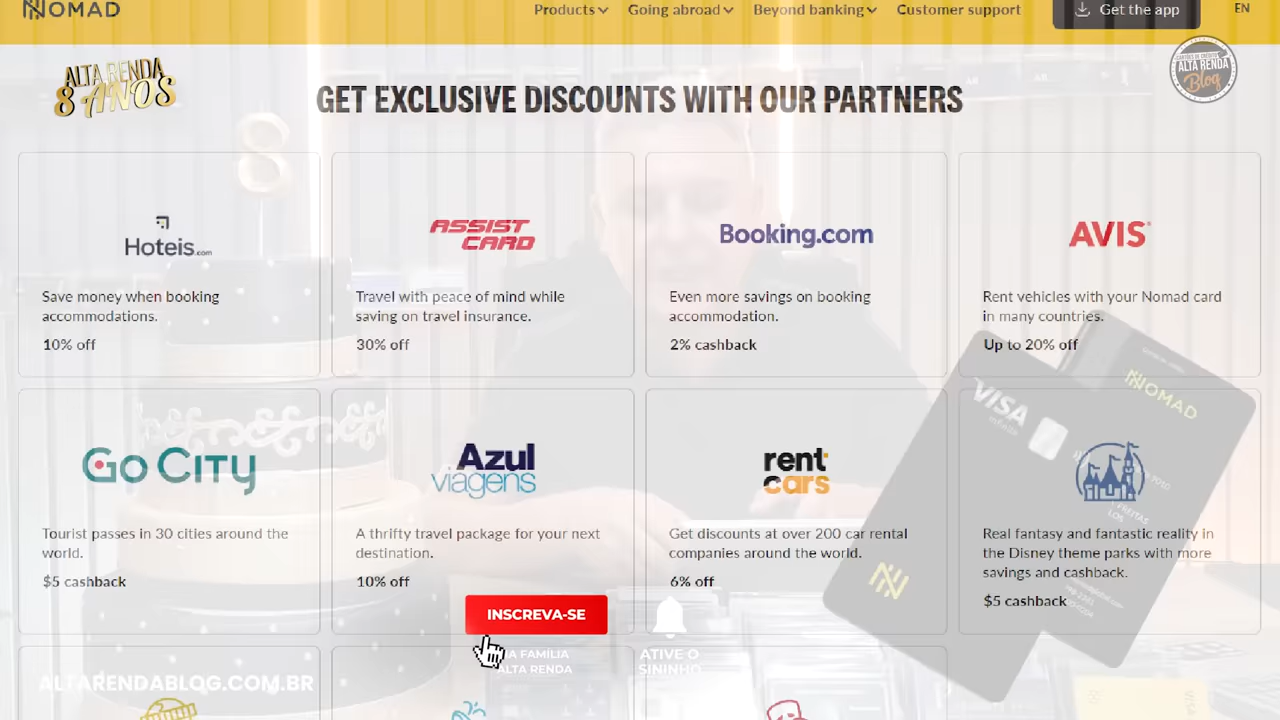 NOMAD
Products
Going abroad
Beyond banking
Customer support
Get the app
EN
ALTA RENDA
8 ANOS
ALTA RENDA
Blog
GET EXCLUSIVE DISCOUNTS WITH OUR PARTNERS
Hoteis.com
Save money when booking
accommodations.
10% off
ASSIST
CARD
Travel with peace of mind while
saving on travel insurance.
30% off
Booking.com
Even more savings on booking
accommodation.
2% cashback
AVIS
Rent vehicles with your Nomad card
in many countries.
Up to 20% off
VISA
Infinite
NOMAD
GO CITY
Tourist passes in 30 cities around the
world.
$5 cashback
Azul
viagens
A thrifty travel package for your next
destination.
10% off
rent
cars
Get discounts at over 200 car rental
companies around the world.
6% off
Real fantasy and fantastic reality in
the Disney theme parks with more
savings and cashback.
$5 cashback
INSCREVA-SE
A FAMÍLIA
ALTA RENDA
ATIVE O
SININHO
ALTARENDABLOG.COM.BR